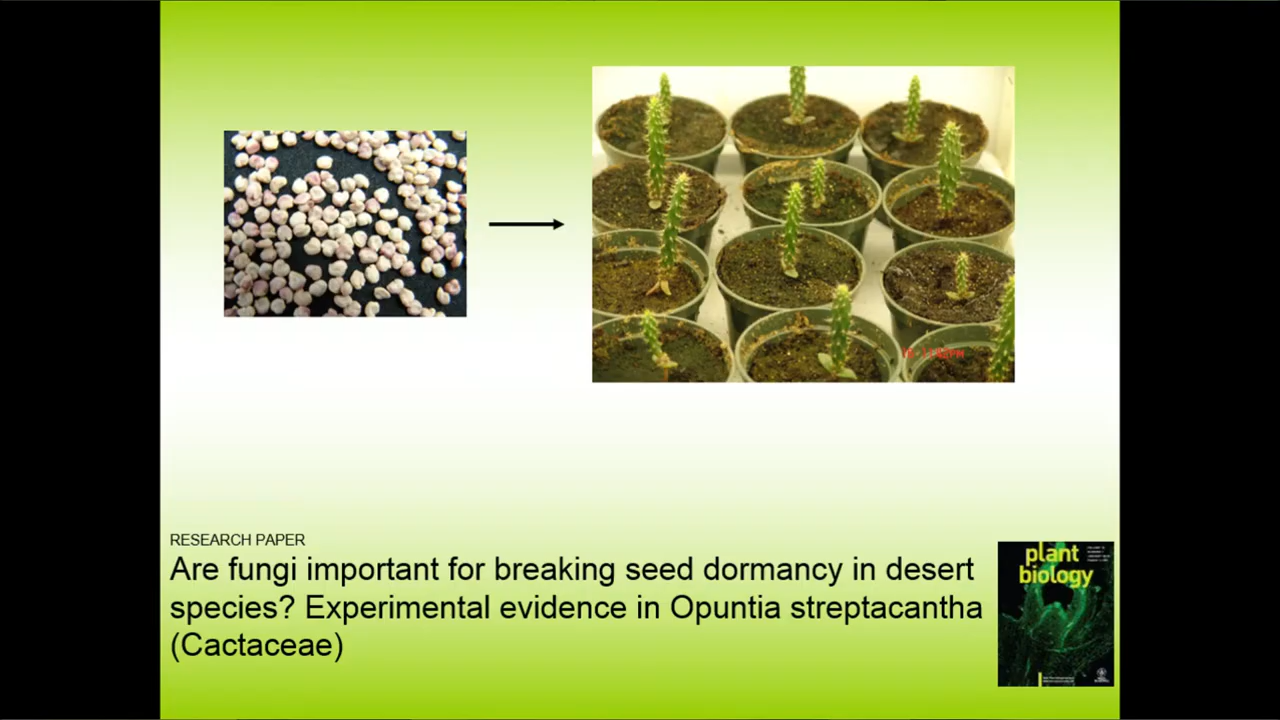 RESEARCH PAPER
Are fungi important for breaking seed dormancy in desert
species? Experimental evidence in Opuntia streptacantha
(Cactaceae)
plant
biology